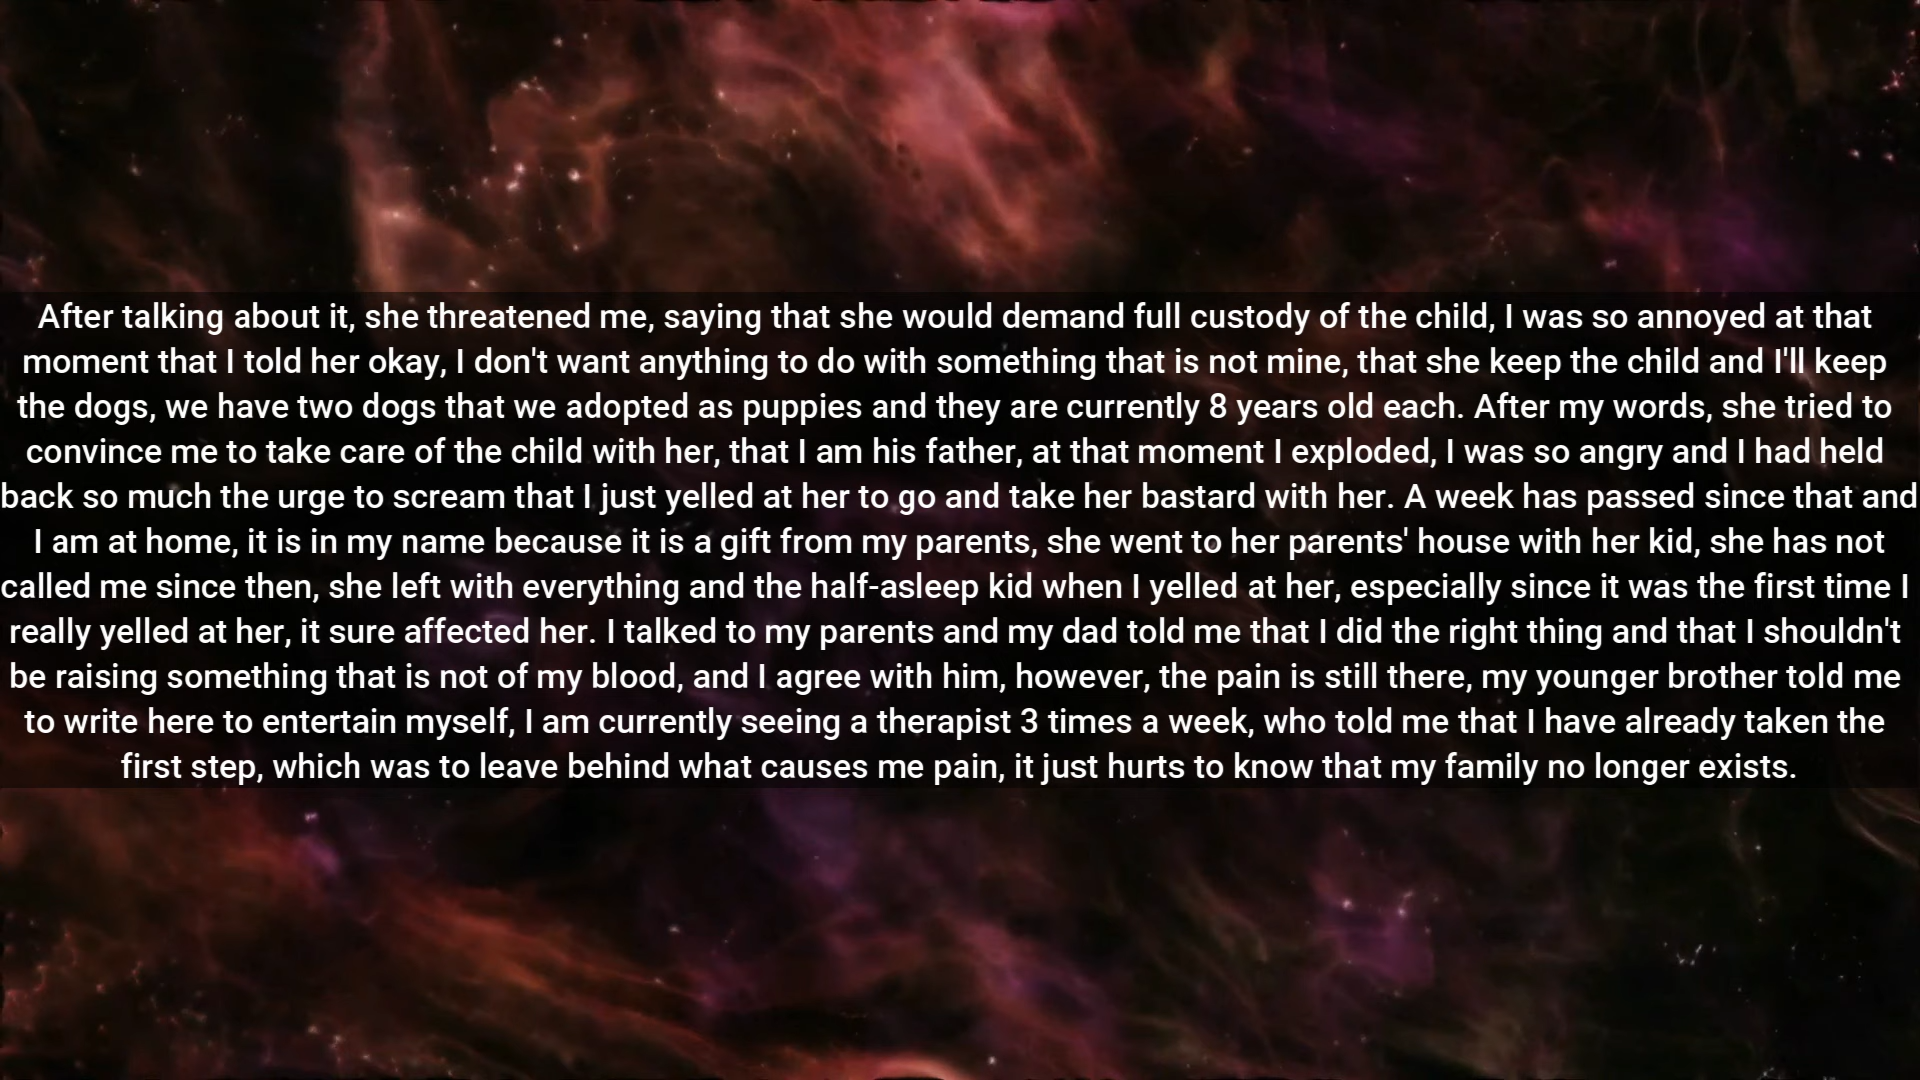 After talking about it, she threatened me, saying that she would demand full custody of the child, I was so annoyed at that
moment that I told her okay, I don't want anything to do with something that is not mine, that she keep the child and I'll keep
the dogs, we have two dogs that we adopted as puppies and they are currently 8 years old each. After my words, she tried to
convince me to take care of the child with her, that I am his father, at that moment I exploded, I was so angry and I had held
back so much the urge to scream that I just yelled at her to go and take her bastard with her. A week has passed since that and
I am at home, it is in my name because it is a gift from my parents, she went to her parents' house with her kid, she has not
called me since then, she left with everything and the half-asleep kid when I yelled at her, especially since it was the first time I
really yelled at her, it sure affected her. I talked to my parents and my dad told me that I did the right thing and that I shouldn't
be raising something that is not of my blood, and I agree with him, however, the pain is still there, my younger brother told me
to write here to entertain myself, I am currently seeing a therapist 3 times a week, who told me that I have already taken the
first step, which was to leave behind what causes me pain, it just hurts to know that my family no longer exists.